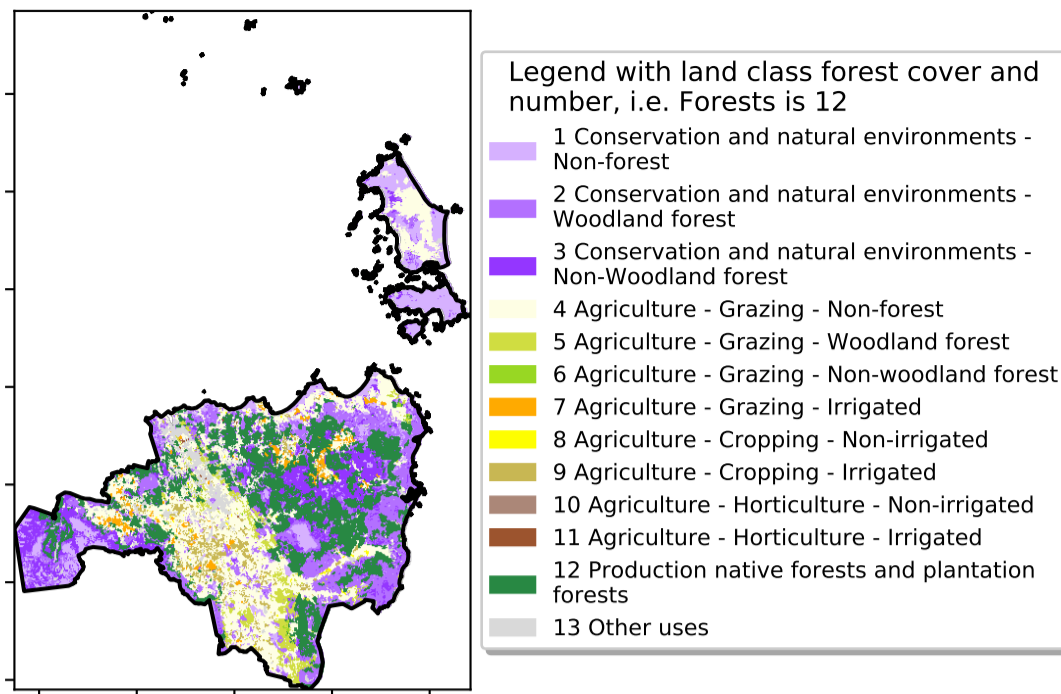 Legend with land class forest cover and
number, i.e. Forests is 12
1 Conservation and natural environments -
Non-forest
2 Conservation and natural environments -
Woodland forest
3 Conservation and natural environments -
Non-Woodland forest
4 Agriculture - Grazing - Non-forest
5 Agriculture - Grazing - Woodland forest
6 Agriculture - Grazing - Non-woodland forest
7 Agriculture - Grazing - Irrigated
8 Agriculture - Cropping - Non-irrigated
9 Agriculture - Cropping - Irrigated
10 Agriculture - Horticulture - Non-irrigated
11 Agriculture - Horticulture - Irrigated
12 Production native forests and plantation
forests
13 Other uses